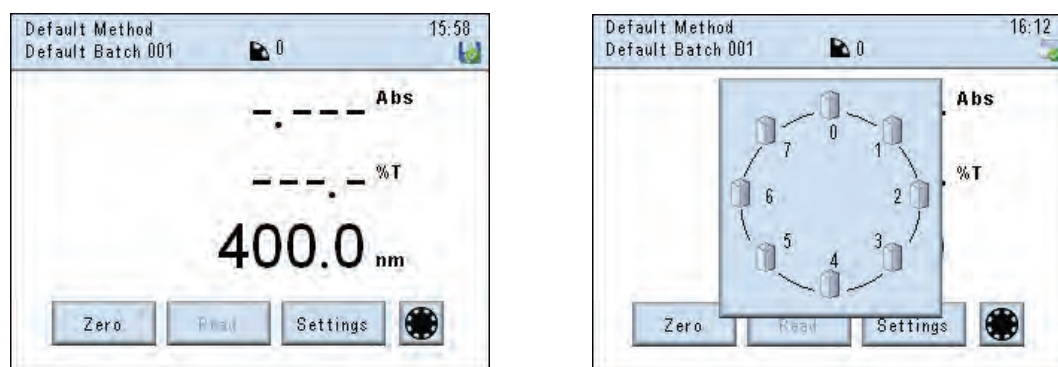 Default Method 15:58
Default Batch 001 0
-.--- Abs
---.- %T
400.0 nm
Zero Read Settings
Default Method 16:12
Default Batch 001 0
Abs
%T
0
7 1
6 2
5 3
4
Zero Read Settings